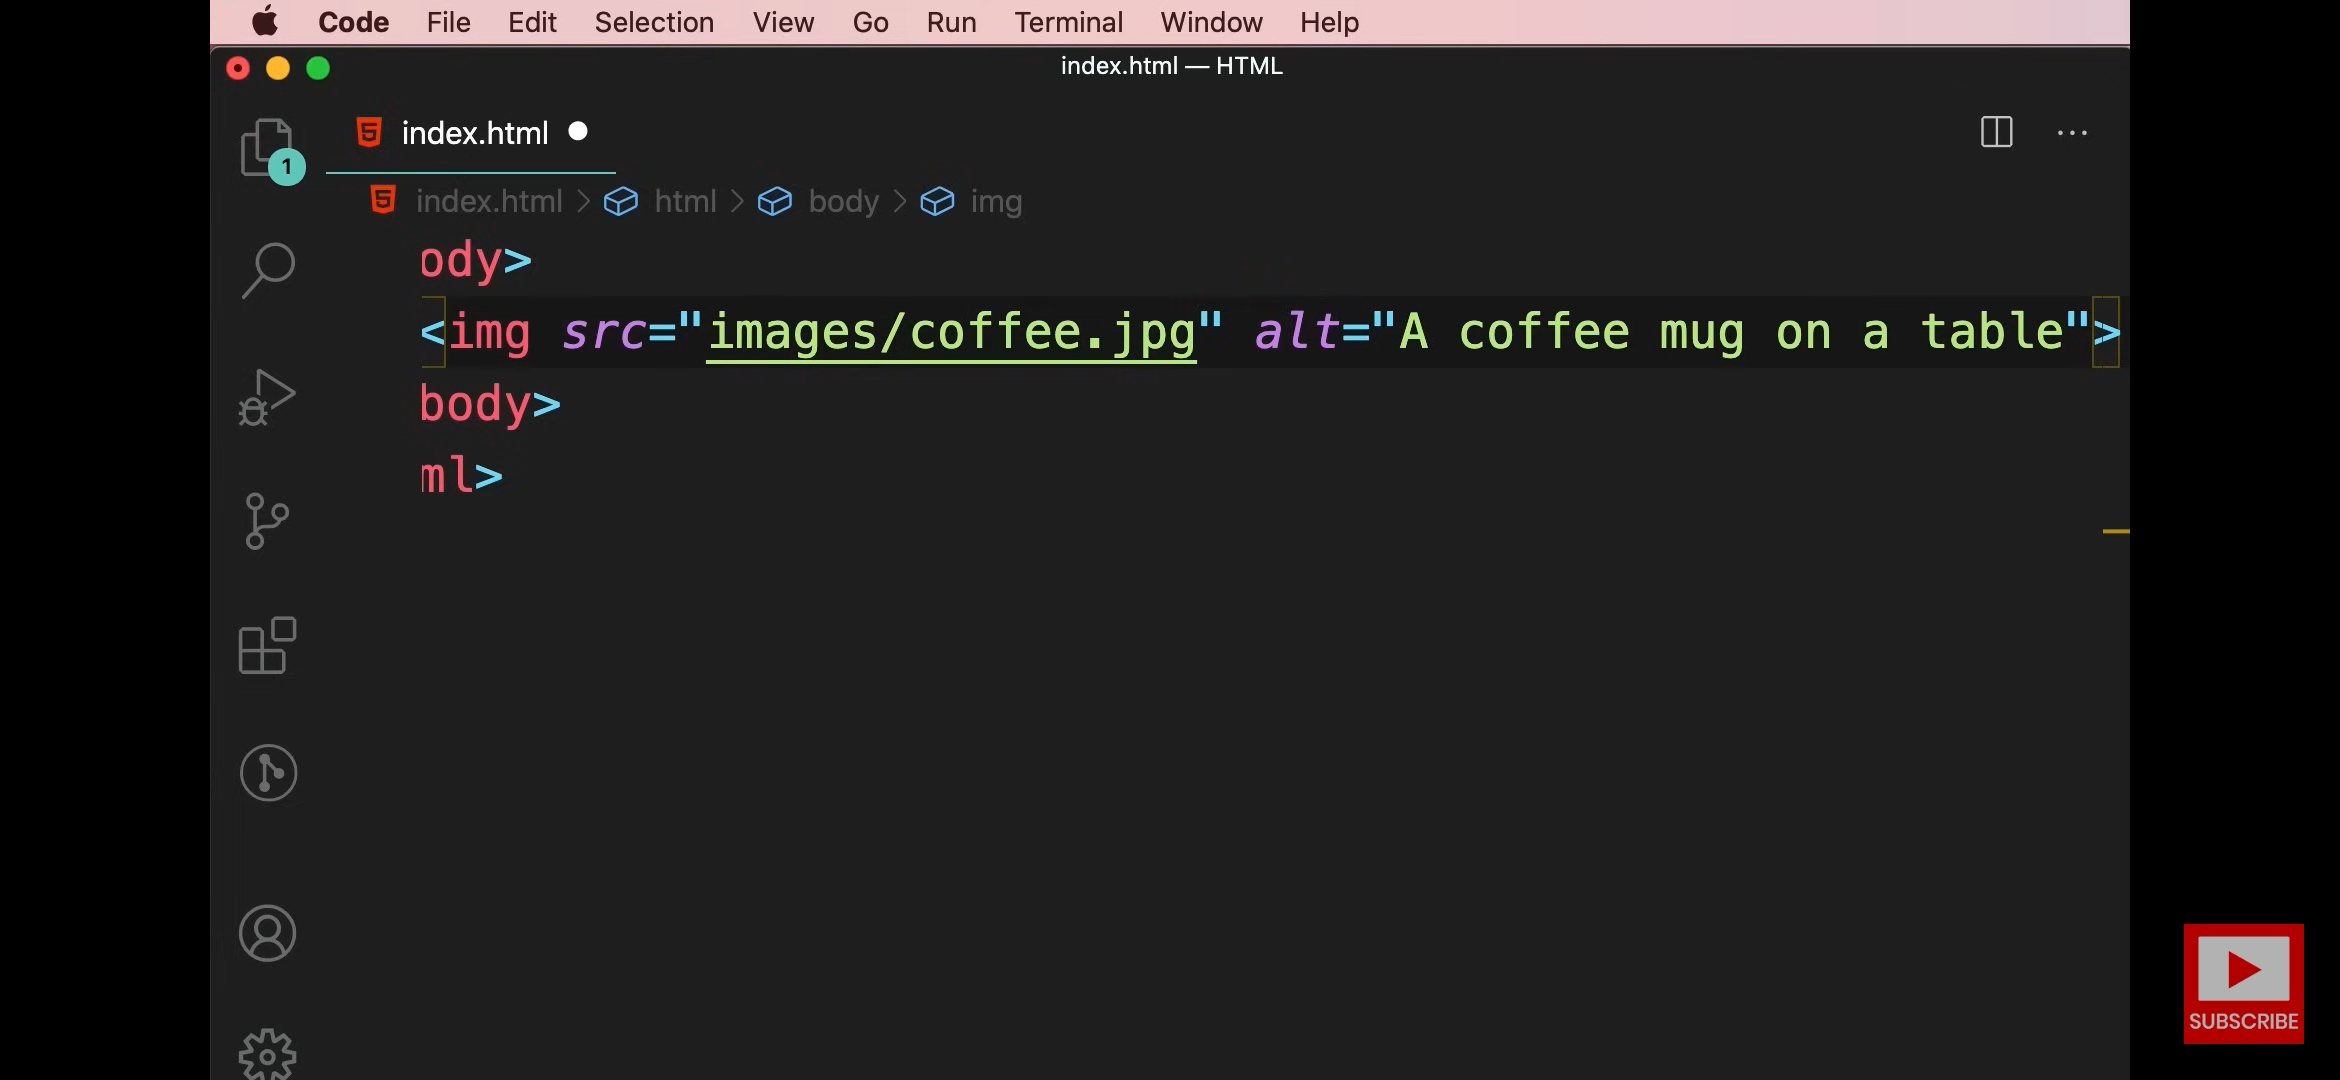 Code File Edit Selection View Go Run Terminal Window Help
index.html — HTML
index.html
1
index.html > html > body > img
ody>
<img src="images/coffee.jpg" alt="A coffee mug on a table">
body>
ml>
SUBSCRIBE